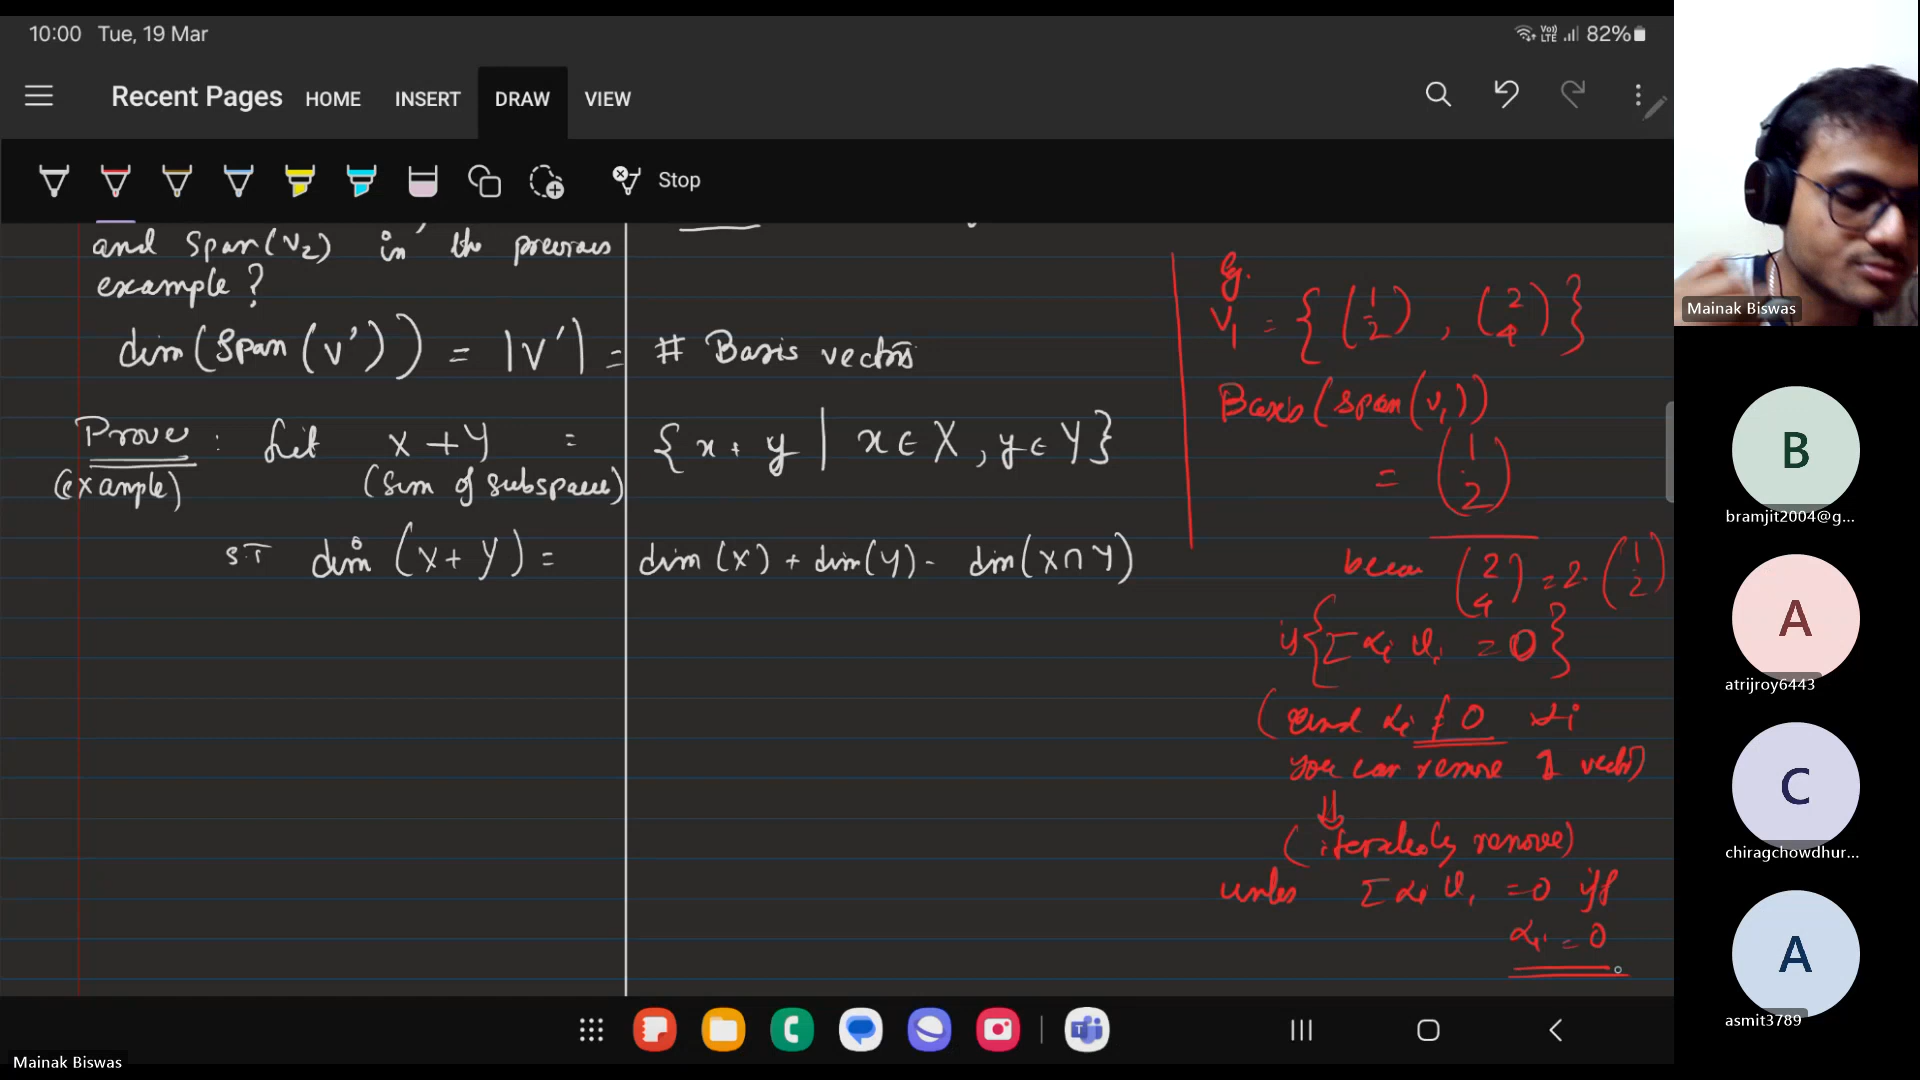 10:00 Tue, 19 Mar
Vo))
LTE
82%
Recent Pages HOME INSERT DRAW VIEW
Stop
and Span(V₂) in the previous
example?
dim(Span(V')) = |V'| = # Basis vectors
Prove : Let X + Y = {x + y | x ∈ X, y ∈ Y}
(example) (Sum of subspaces)
S.T dim (X + Y) = dim (X) + dim(Y) - dim(X∩Y)
Eg.
V₁ = { (1 2), (2 4) }
Basis(span(V₁))
= (1 2)
(2 4) = 2·(1 2)
if {Σ αᵢ vᵢ = 0}
(and αᵢ ≠ 0 ∀i
you can remove 1 vector)
⇓
(iteratively remove)
unless Σ αᵢ vᵢ = 0 iff
αᵢ = 0
Mainak Biswas
B
bramjit2004@g...
A
atrijroy6443
C
chiragchowdhur...
A
asmit3789
Mainak Biswas